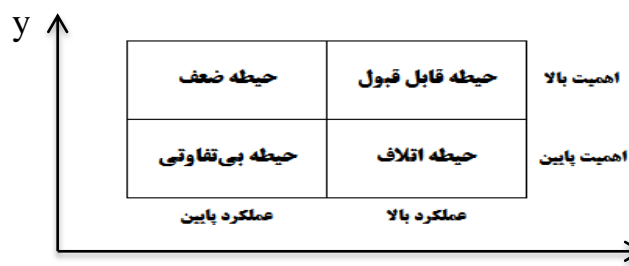 y
اهمیت بالا حیطه قابل قبول حیطه ضعف
اهمیت پایین حیطه اتلاف حیطه بی‌تفاوتی
عملکرد بالا عملکرد پایین